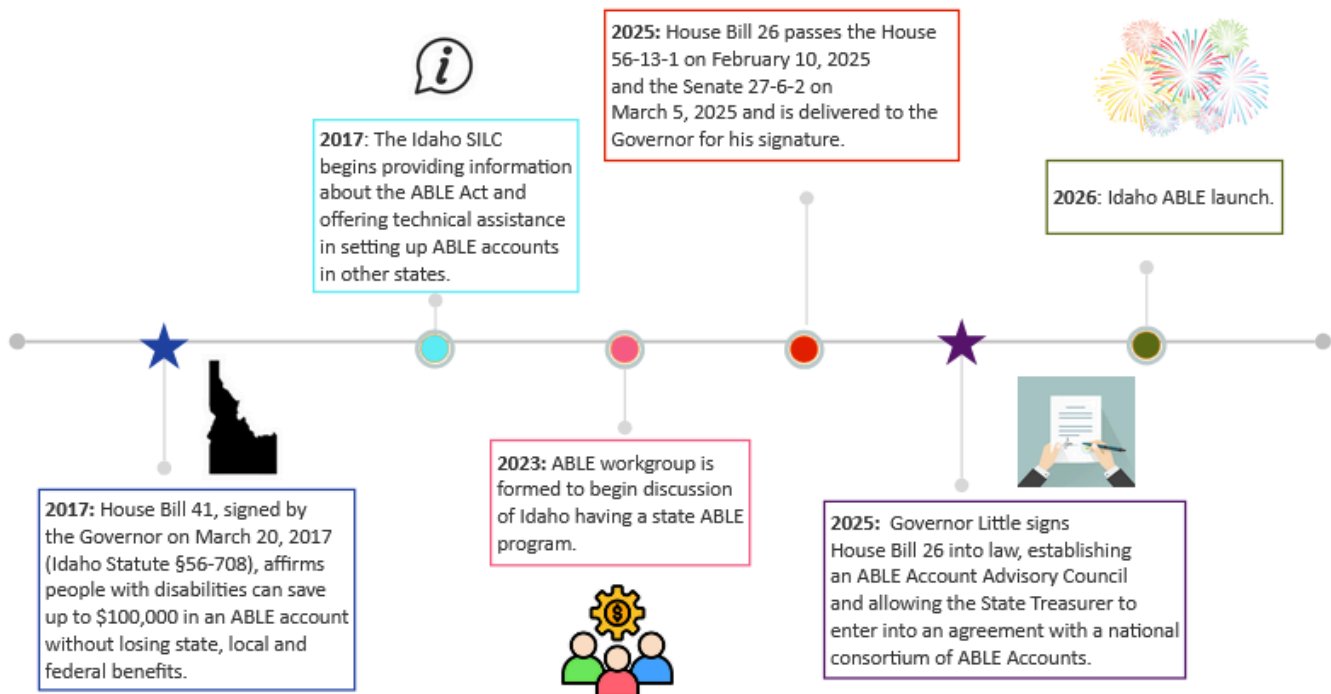 2017: House Bill 41, signed by
the Governor on March 20, 2017
(Idaho Statute §56-708), affirms
people with disabilities can save
up to $100,000 in an ABLE account
without losing state, local and
federal benefits.
i
2017: The Idaho SILC
begins providing information
about the ABLE Act and
offering technical assistance
in setting up ABLE accounts
in other states.
2023: ABLE workgroup is
formed to begin discussion
of Idaho having a state ABLE
program.
$
2025: House Bill 26 passes the House
56-13-1 on February 10, 2025
and the Senate 27-6-2 on
March 5, 2025 and is delivered to the
Governor for his signature.
2025: Governor Little signs
House Bill 26 into law, establishing
an ABLE Account Advisory Council
and allowing the State Treasurer to
enter into an agreement with a national
consortium of ABLE Accounts.
2026: Idaho ABLE launch.